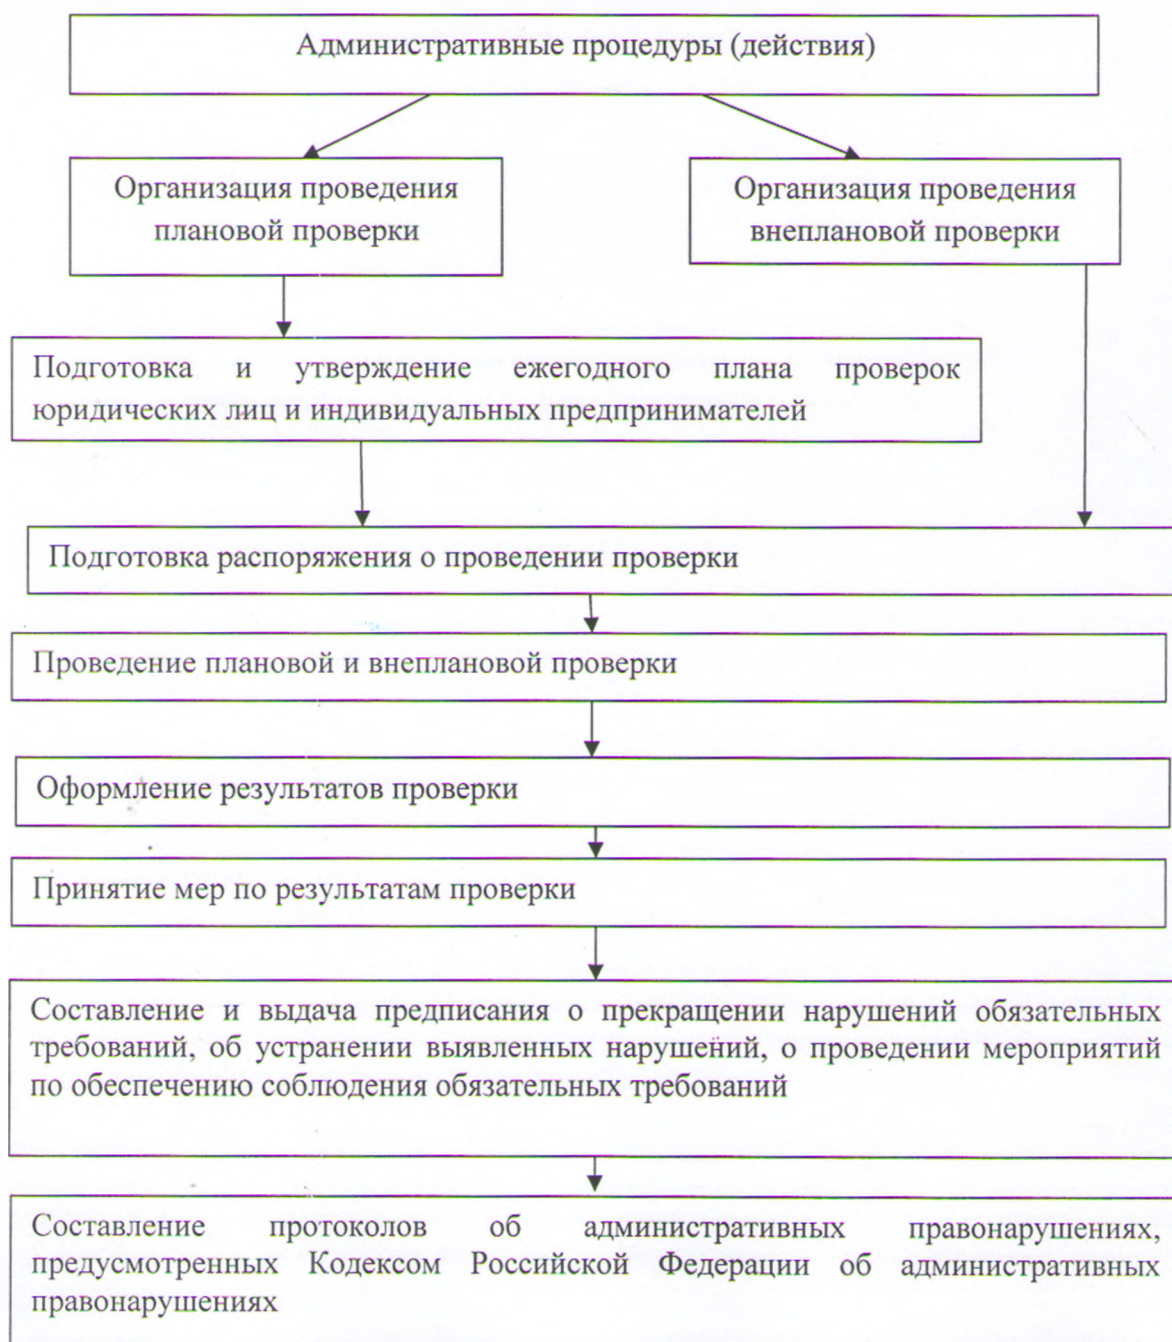 Административные процедуры (действия)
Организация проведения
плановой проверки
Организация проведения
внеплановой проверки
Подготовка и утверждение ежегодного плана проверок
юридических лиц и индивидуальных предпринимателей
Подготовка распоряжения о проведении проверки
Проведение плановой и внеплановой проверки
Оформление результатов проверки
Принятие мер по результатам проверки
Составление и выдача предписания о прекращении нарушений обязательных
требований, об устранении выявленных нарушений, о проведении мероприятий
по обеспечению соблюдения обязательных требований
Составление протоколов об административных правонарушениях,
предусмотренных Кодексом Российской Федерации об административных
правонарушениях